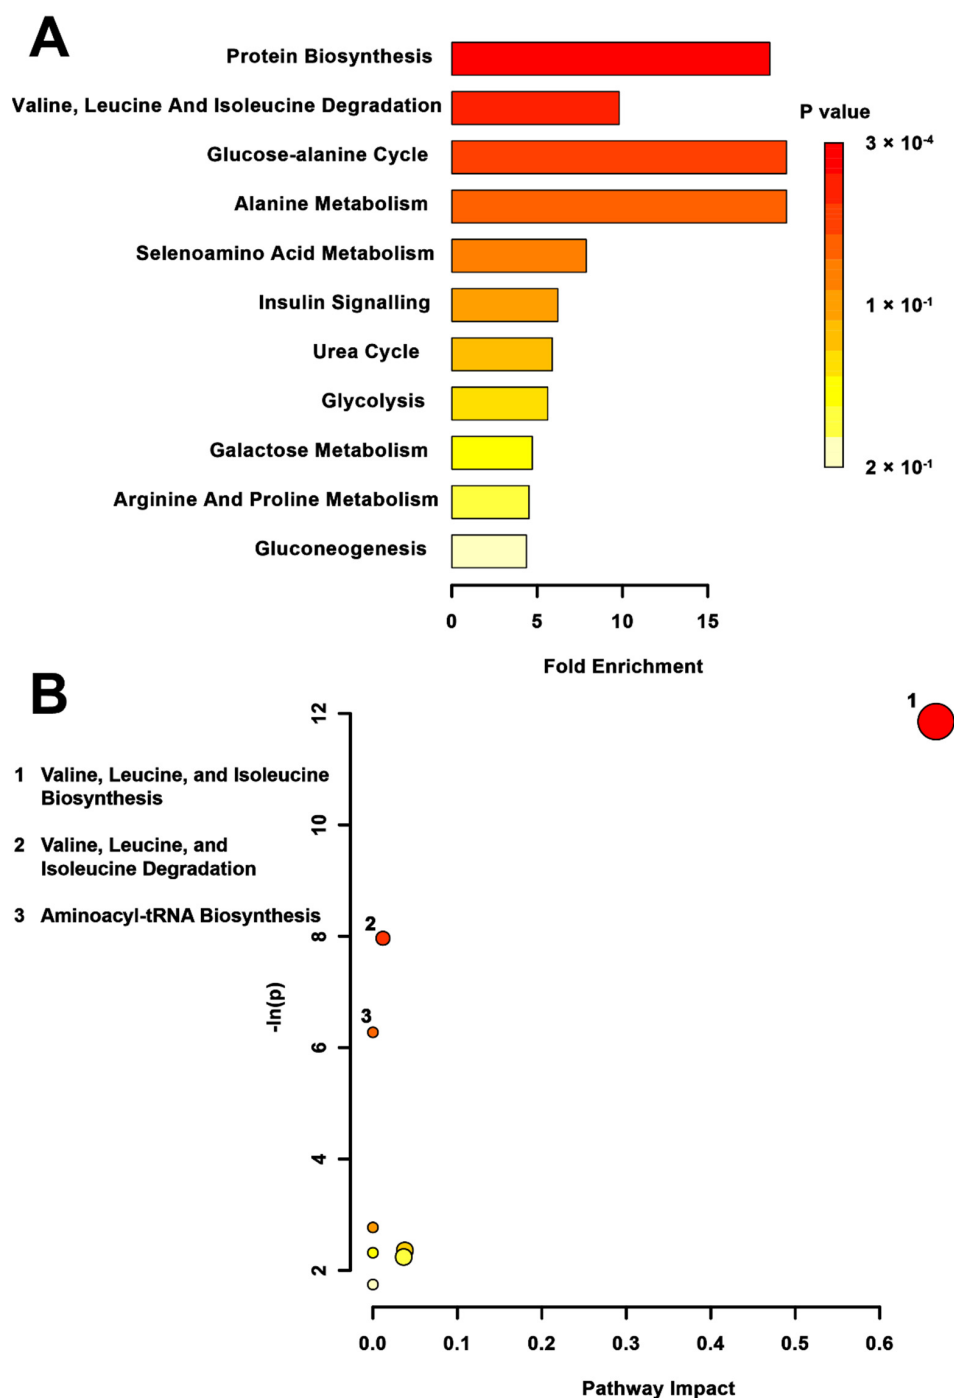 A
Protein Biosynthesis
Valine, Leucine And Isoleucine Degradation
Glucose-alanine Cycle
Alanine Metabolism
Selenoamino Acid Metabolism
Insulin Signalling
Urea Cycle
Glycolysis
Galactose Metabolism
Arginine And Proline Metabolism
Gluconeogenesis
P value
3 × 10⁻⁴
1 × 10⁻¹
2 × 10⁻¹
0 5 10 15
Fold Enrichment
B
1 Valine, Leucine, and Isoleucine
Biosynthesis
2 Valine, Leucine, and
Isoleucine Degradation
3 Aminoacyl-tRNA Biosynthesis
12
10
8
6
4
2
-ln(p)
1
2
3
0.0 0.1 0.2 0.3 0.4 0.5 0.6
Pathway Impact